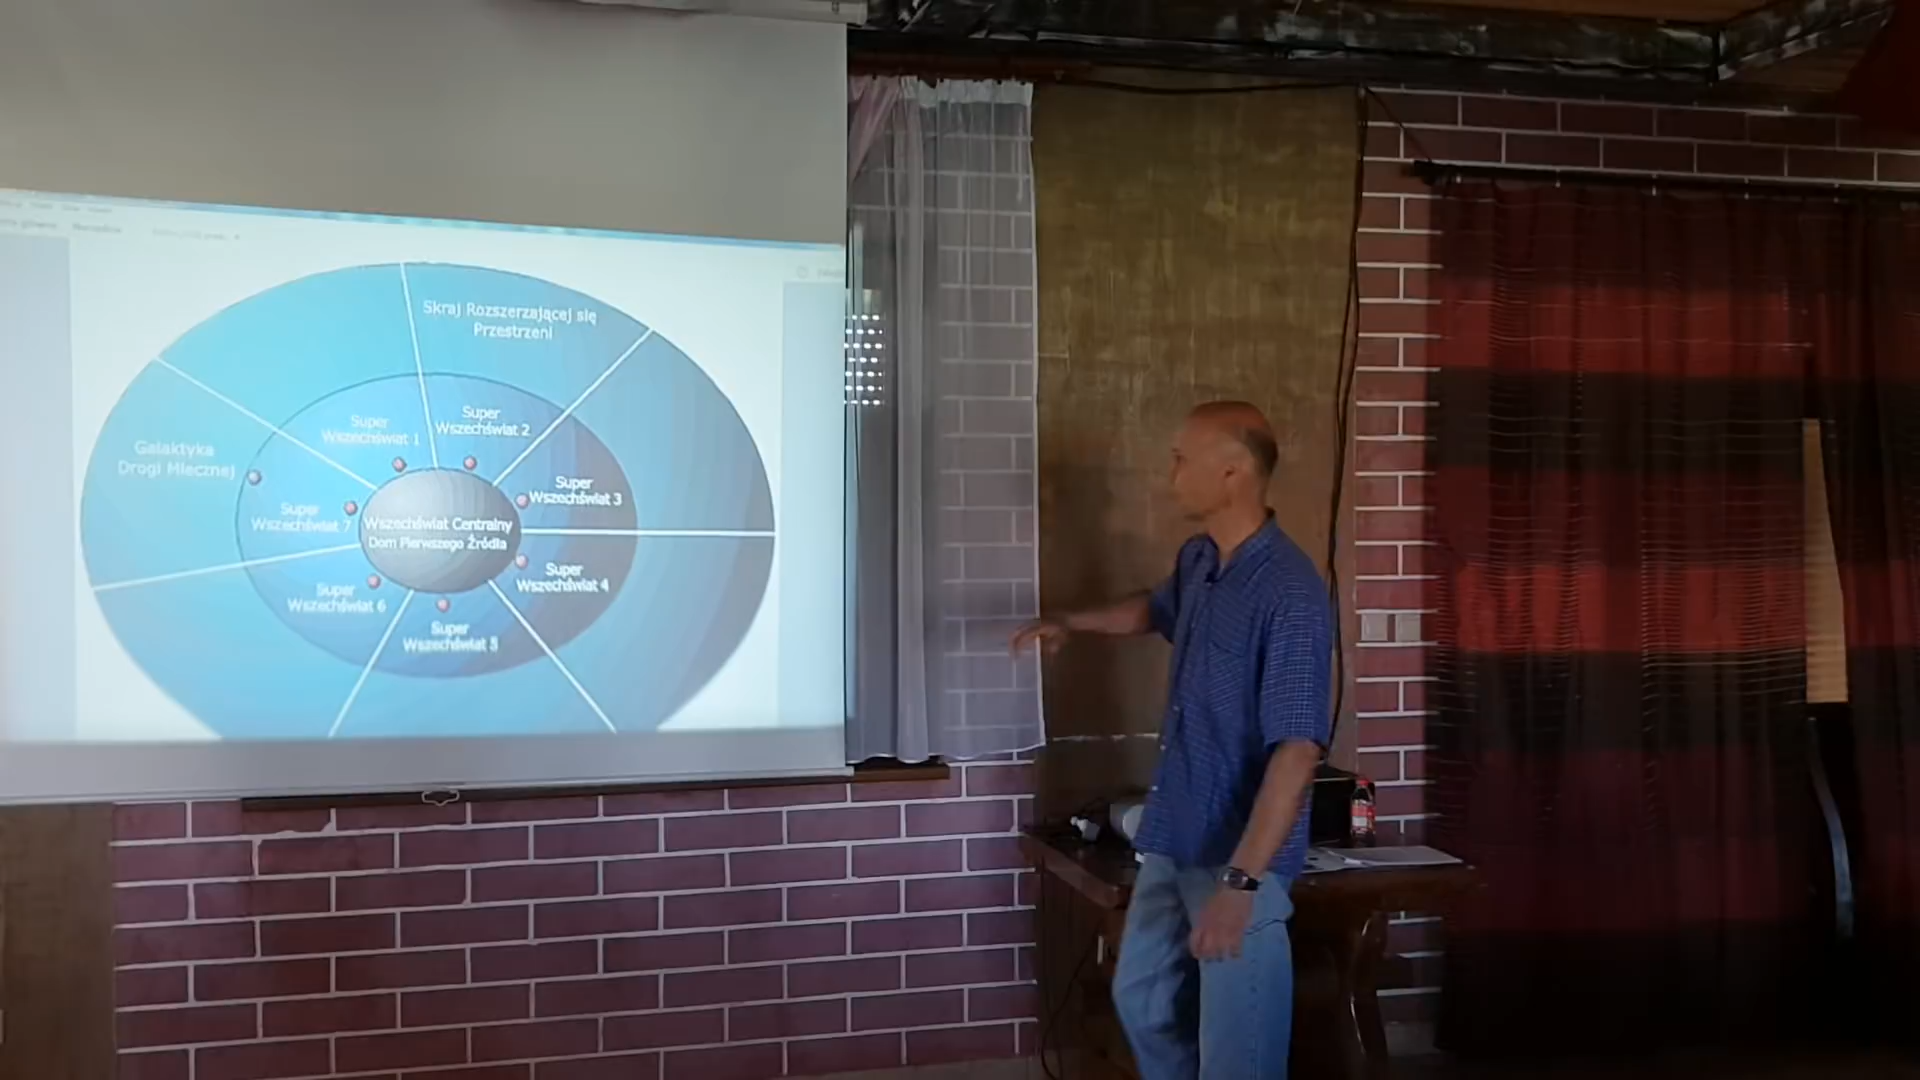 Skraj Rozszerzającej się
Przestrzeni
Super
Wszechświat 1
Super
Wszechświat 2
Galaktyka
Drogi Mlecznej
Super
Wszechświat 3
Super
Wszechświat 7
Wszechświat Centralny
Dom Pierwszego Źródła
Super
Wszechświat 4
Super
Wszechświat 6
Super
Wszechświat 5